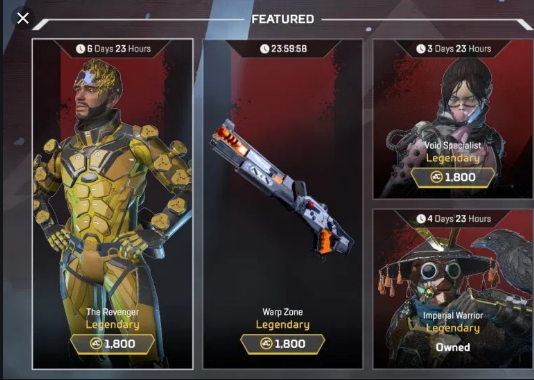 FEATURED
6 Days 23 Hours
The Revenger
Legendary
1,800
23:59:58
Warp Zone
Legendary
1,800
3 Days 23 Hours
Void Specialist
Legendary
1,800
4 Days 23 Hours
Imperial Warrior
Legendary
Owned